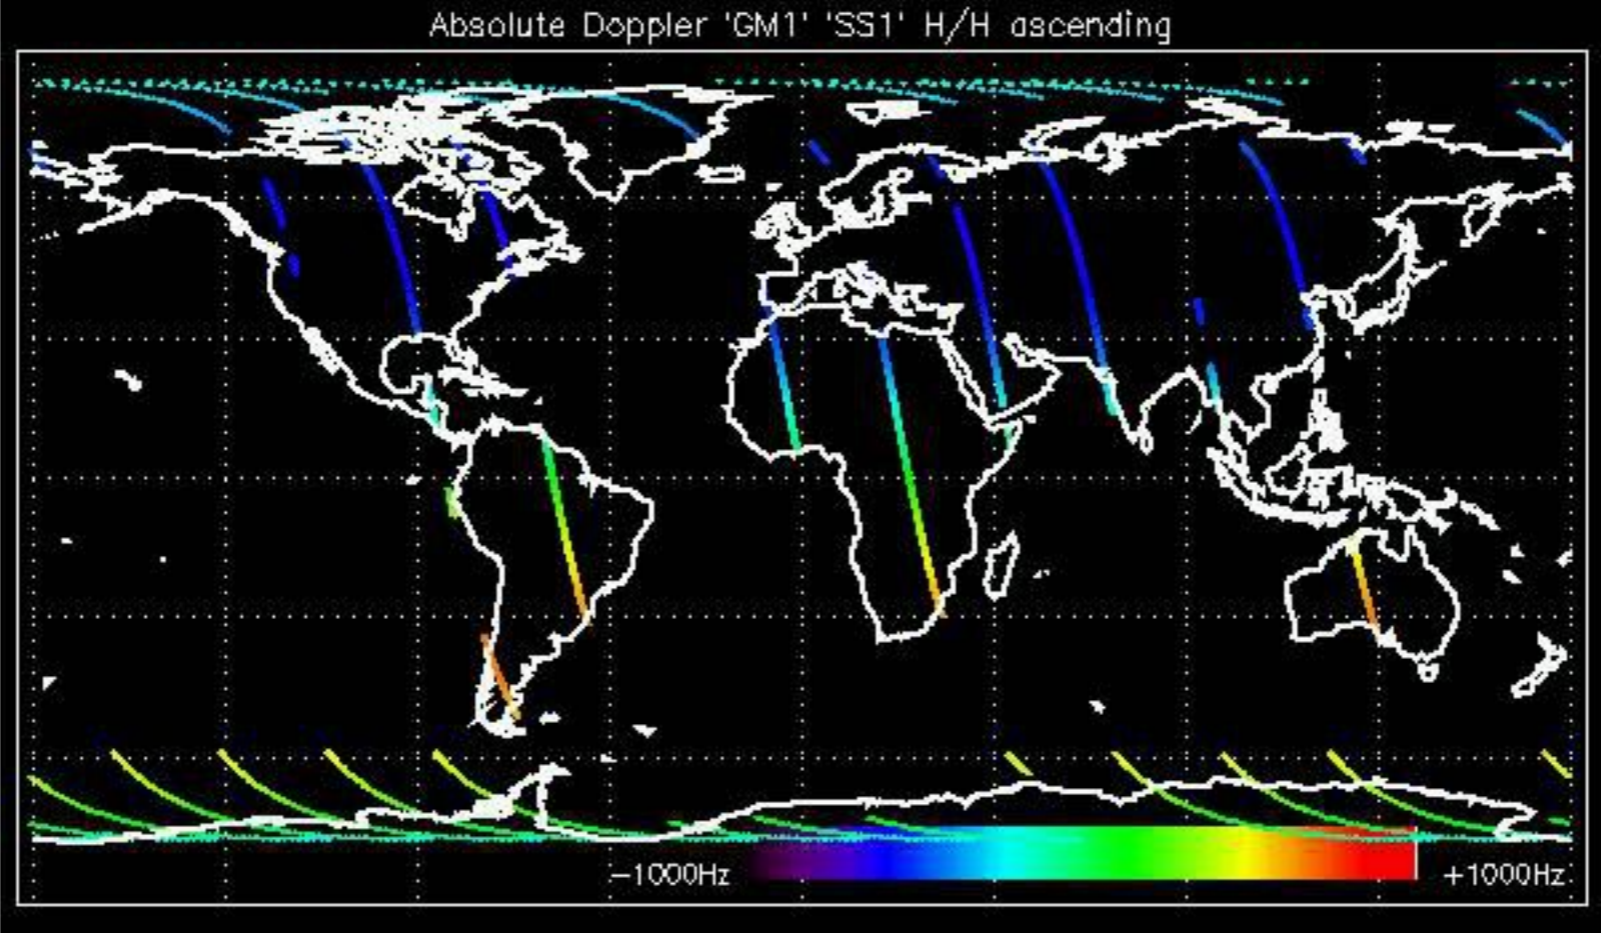 Absolute Doppler 'GM1' 'SS1' H/H ascending
-1000Hz +1000Hz